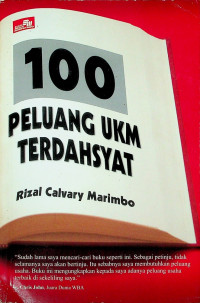 100
PELUANG UKM
TERDAHSYAT
Rizal Calvary Marimbo
"Sudah lama saya mencari-cari buku seperti ini. Sebagai petinju, tidak
selamanya saya akan bertinju. Itu sebabnya saya membutuhkan peluang
usaha. Buku ini mengungkapkan kepada saya adanya peluang usaha
terbaik di sekeliling saya."
Chris John, Juara Dunia WBA